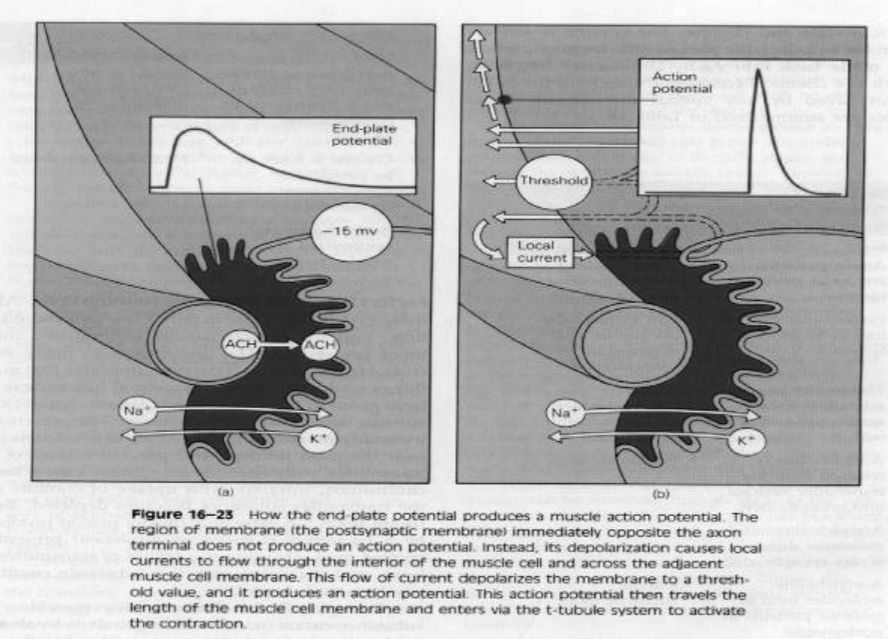 End-plate
potential
−15 mv
ACH
ACH
Na⁺
K⁺
(a)
Action
potential
Threshold
Local
current
Na⁺
K⁺
(b)
Figure 16–23 How the end-plate potential produces a muscle action potential. The
region of membrane (the postsynaptic membrane) immediately opposite the axon
terminal does not produce an action potential. Instead, its depolarization causes local
currents to flow through the interior of the muscle cell and across the adjacent
muscle cell membrane. This flow of current depolarizes the membrane to a thresh-
old value, and it produces an action potential. This action potential then travels the
length of the muscle cell membrane and enters via the t-tubule system to activate
the contraction.